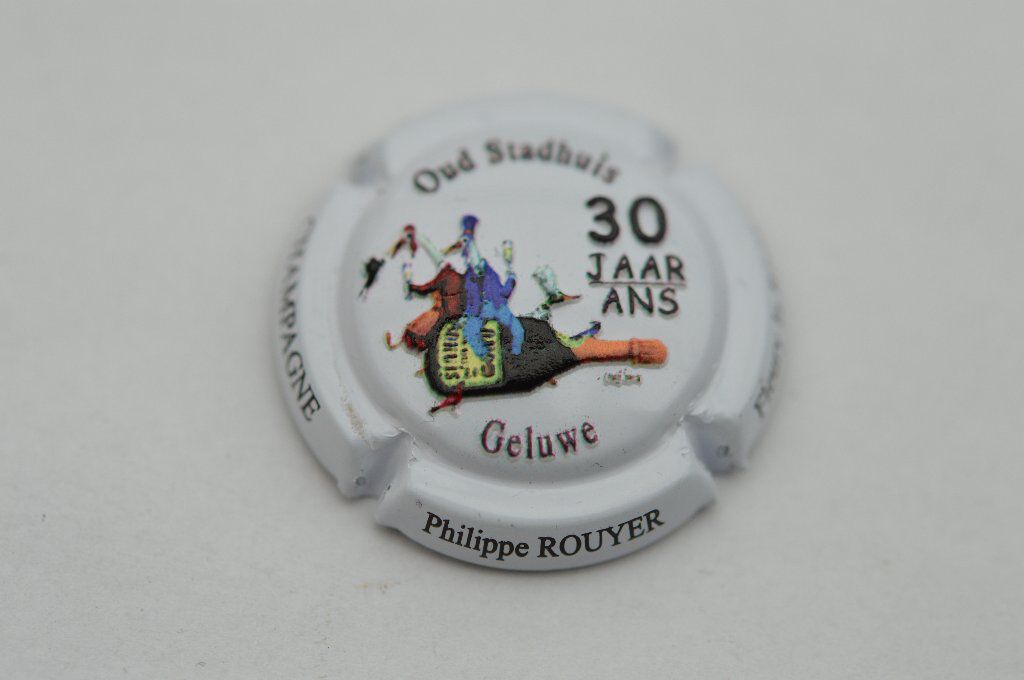 Oud Stadhuis
30
JAAR
ANS
Geluwe
CHAMPAGNE
Philippe ROUYER